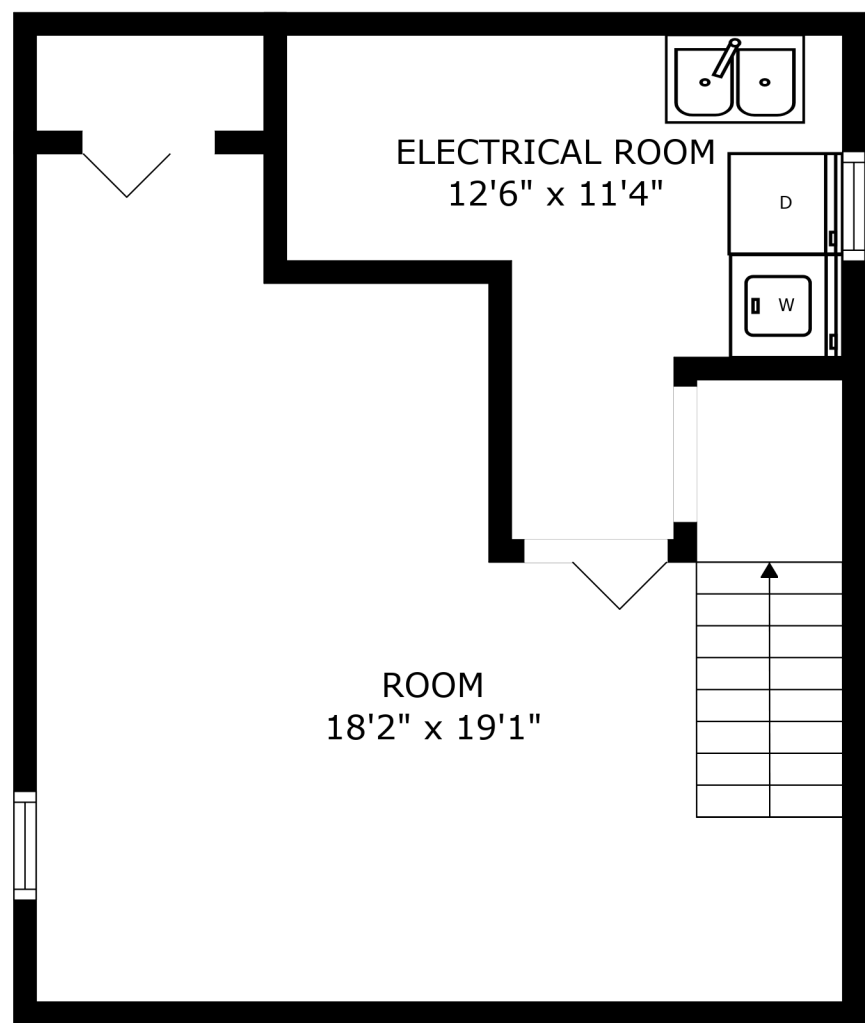 ELECTRICAL ROOM
12'6" x 11'4"
D
W
ROOM
18'2" x 19'1"